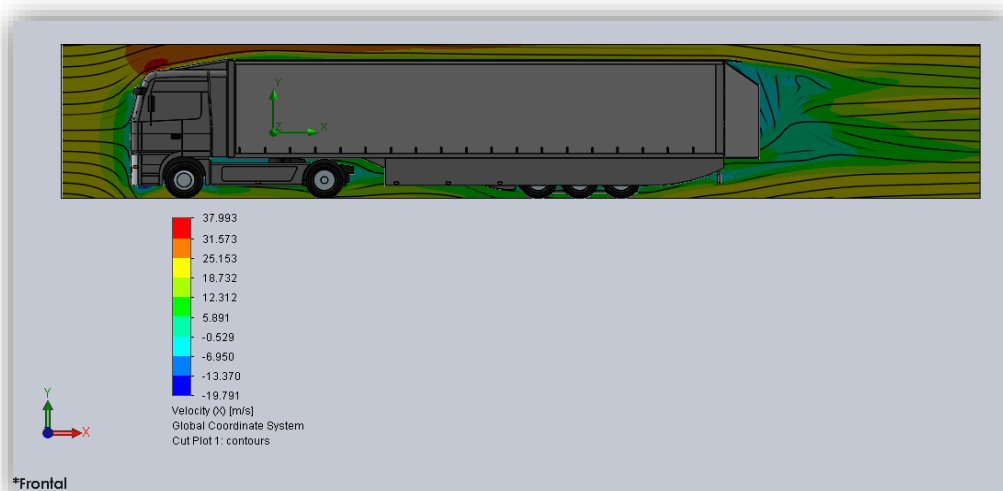 Y
Z
X
37.993
31.573
25.153
18.732
12.312
5.891
-0.529
-6.950
-13.370
-19.791
Velocity (X) [m/s]
Global Coordinate System
Cut Plot 1: contours
Y
X
*Frontal